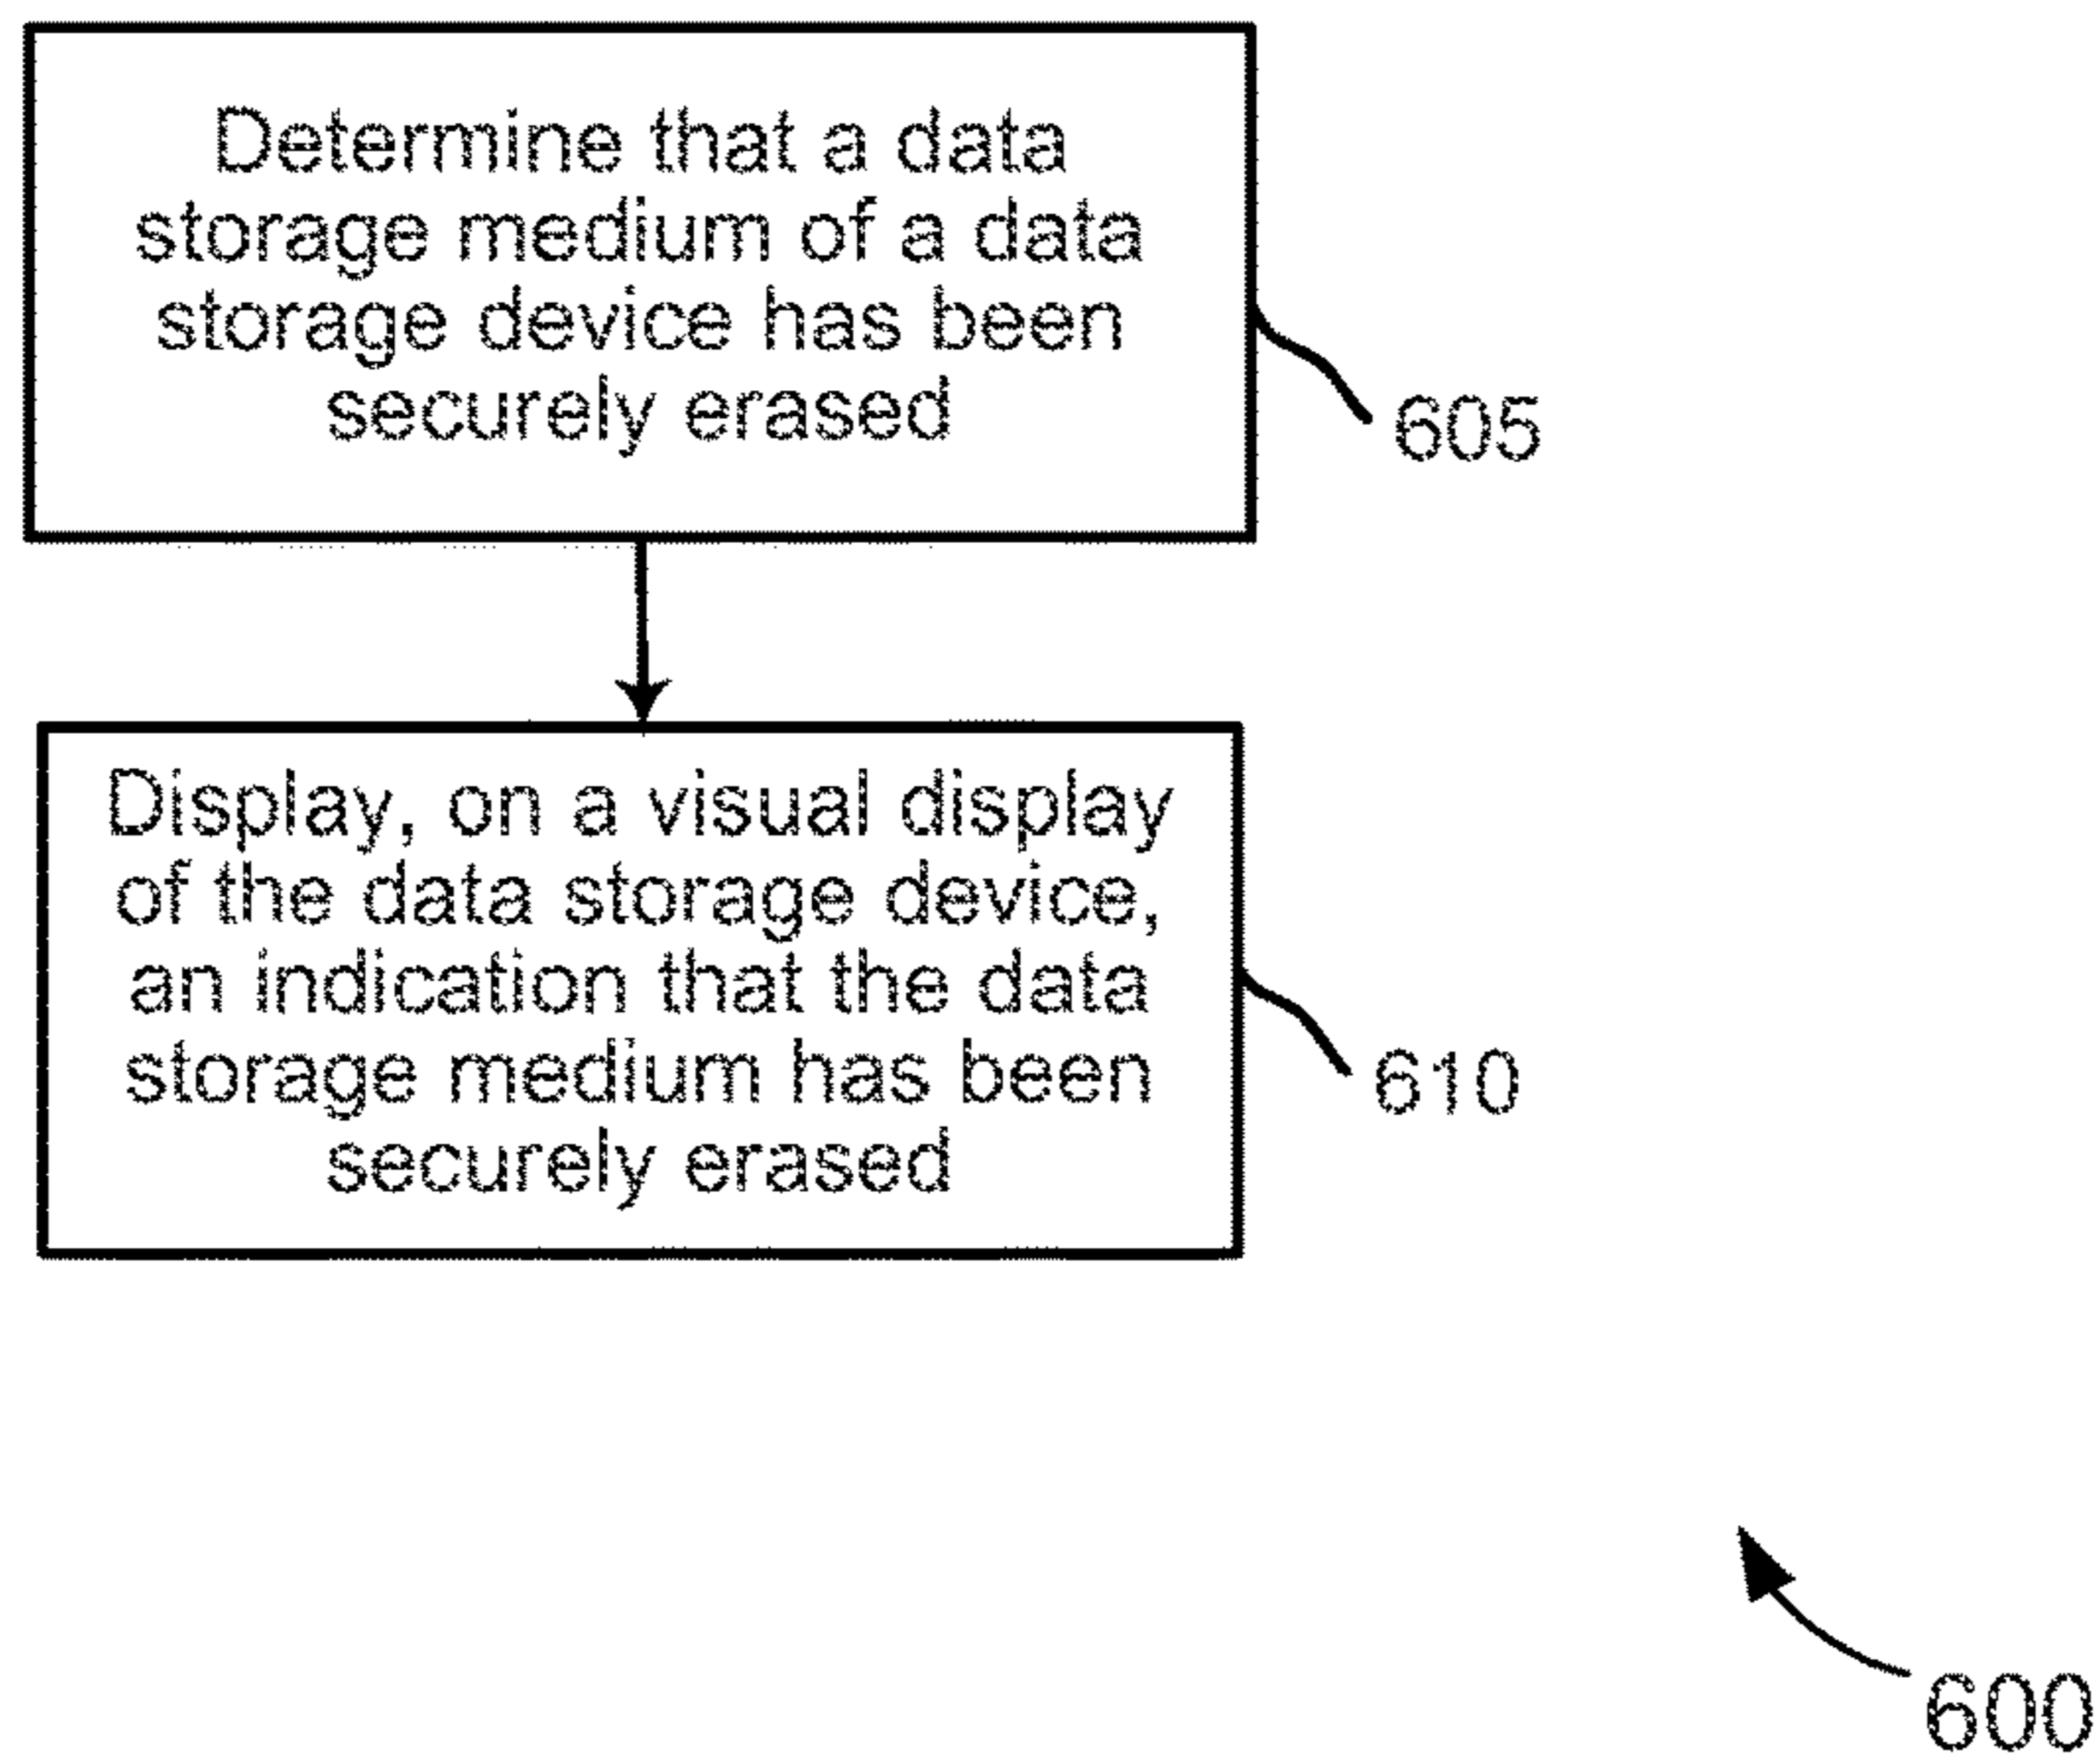 Determine that a data
storage medium of a data
storage device has been
securely erased
605
Display, on a visual display
of the data storage device,
an indication that the data
storage medium has been
securely erased
610
600